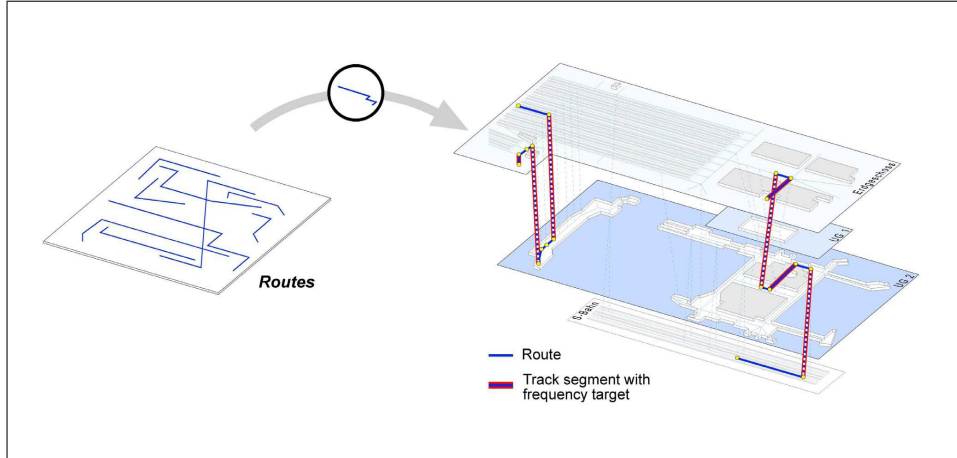 Erdgeschoss
UG 1
UG 2
S-Bahn
Routes
Route
Track segment with
frequency target